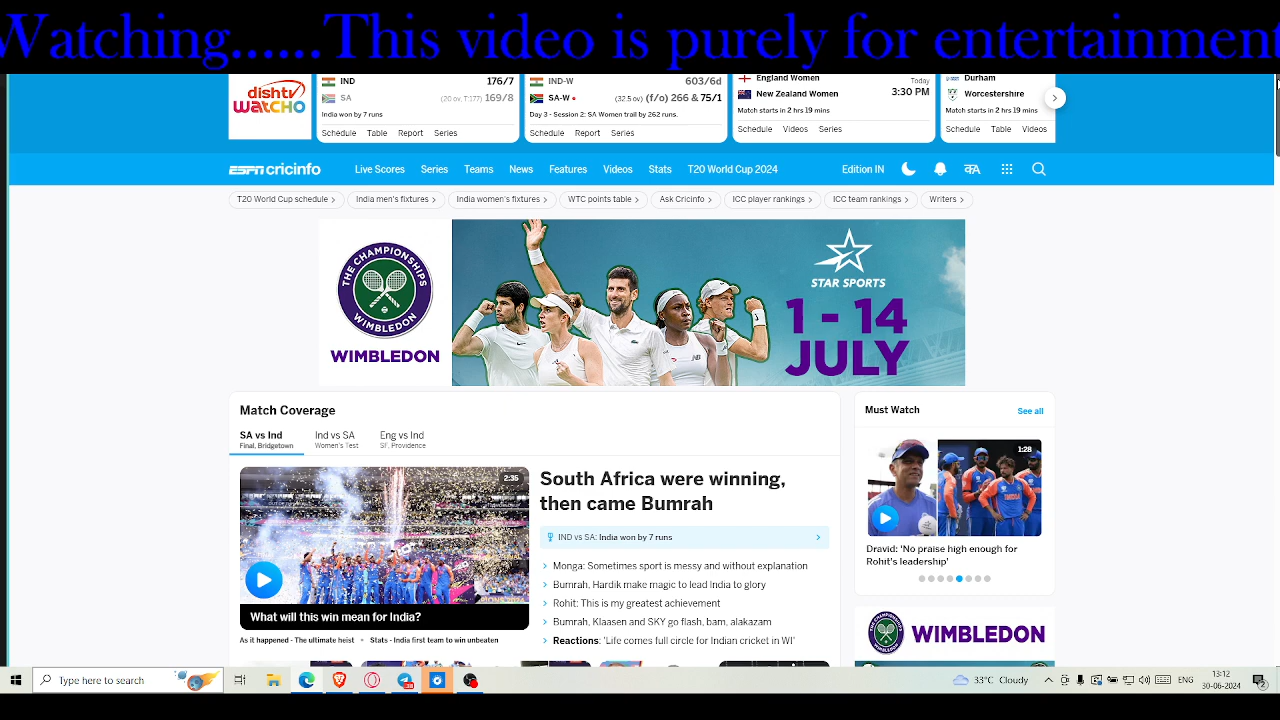 Watching......This video is purely for entertainment
dishtv
WATCHO
IND 176/7
SA (20 ov, T:177) 169/8
India won by 7 runs
Schedule Table Report Series
IND-W 603/6d
SA-W (32.5 ov) (f/o) 266 & 75/1
Day 3 - Session 2: SA Women trail by 262 runs.
Schedule Report Series
England Women Today
New Zealand Women 3:30 PM
Match starts in 2 hrs 19 mins
Schedule Videos Series
Durham
Worcestershire
Match starts in 2 hrs 19 mins
Schedule Table Videos
ESPN cricinfo Live Scores Series Teams News Features Videos Stats T20 World Cup 2024 Edition IN
T20 World Cup schedule India men's fixtures India women's fixtures WTC points table Ask Cricinfo ICC player rankings ICC team rankings Writers
THE CHAMPIONSHIPS
WIMBLEDON
WIMBLEDON
STAR SPORTS
1 - 14
JULY
Match Coverage
SA vs Ind Ind vs SA Eng vs Ind
Final, Bridgetown Women's Test SF, Providence
2:35
What will this win mean for India?
As it happened - The ultimate heist • Stats - India first team to win unbeaten
South Africa were winning,
then came Bumrah
IND vs SA: India won by 7 runs
Monga: Sometimes sport is messy and without explanation
Bumrah, Hardik make magic to lead India to glory
Rohit: This is my greatest achievement
Bumrah, Klaasen and SKY go flash, bam, alakazam
Reactions: 'Life comes full circle for Indian cricket in WI'
Must Watch See all
1:28
Dravid: 'No praise high enough for
Rohit's leadership'
WIMBLEDON
Type here to search
33°C Cloudy ENG
13:12
30-06-2024